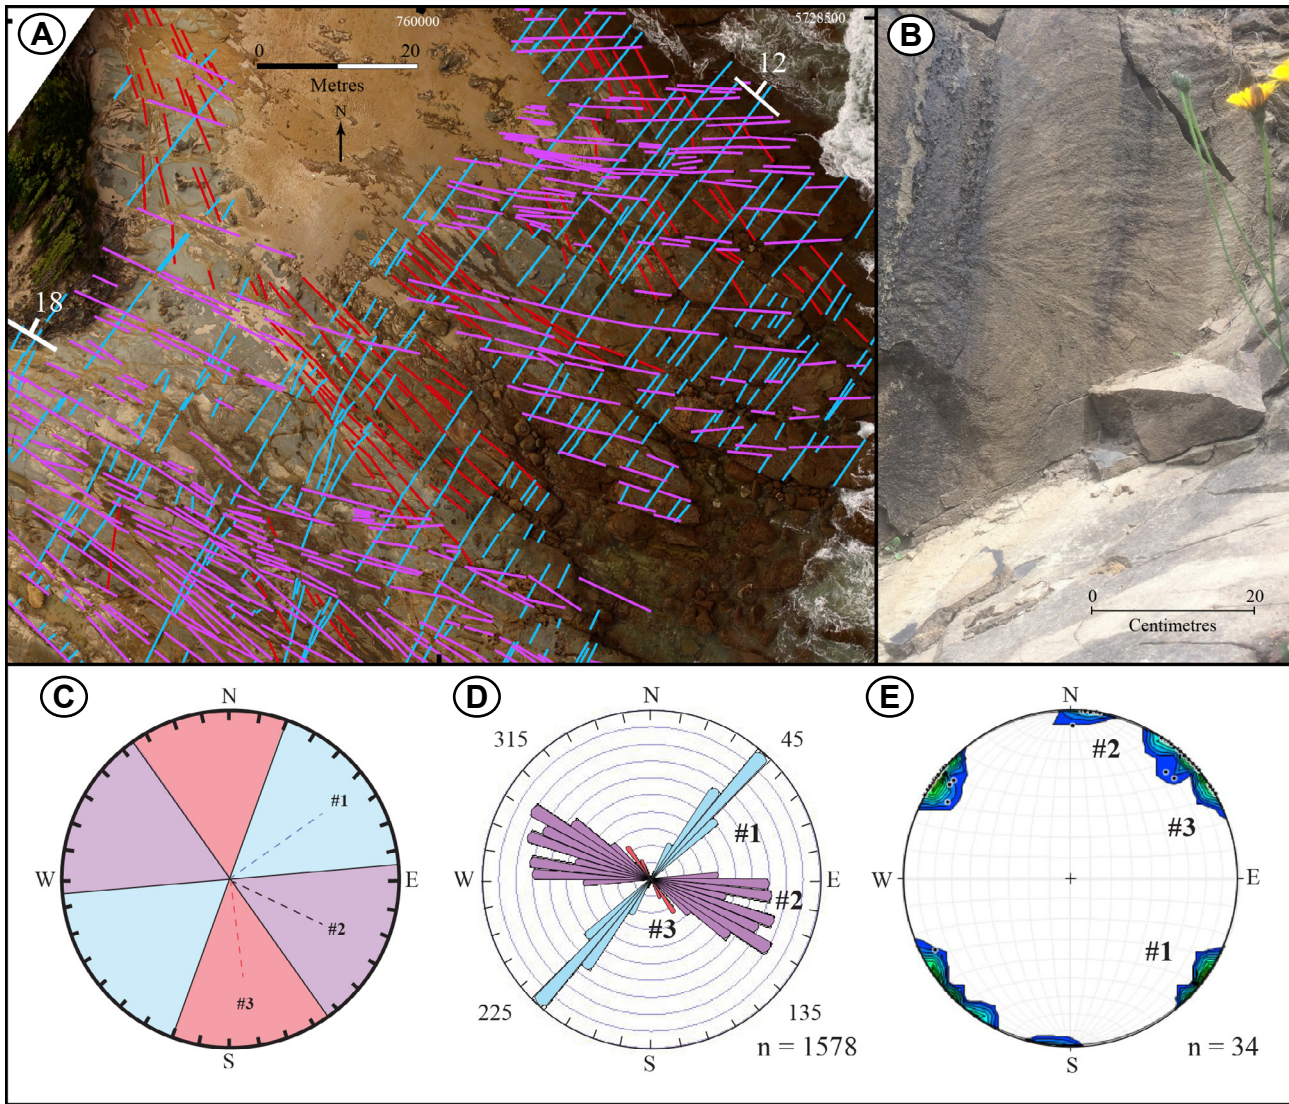 A
760000
5728500
0 20
Metres
N
12
18
B
0 20
Centimetres
C
N
#1
W E
#2
#3
S
D
N
315 45
#1
W E
#2
#3
225 135
S
n = 1578
E
N
#2
#3
W E
#1
S
n = 34